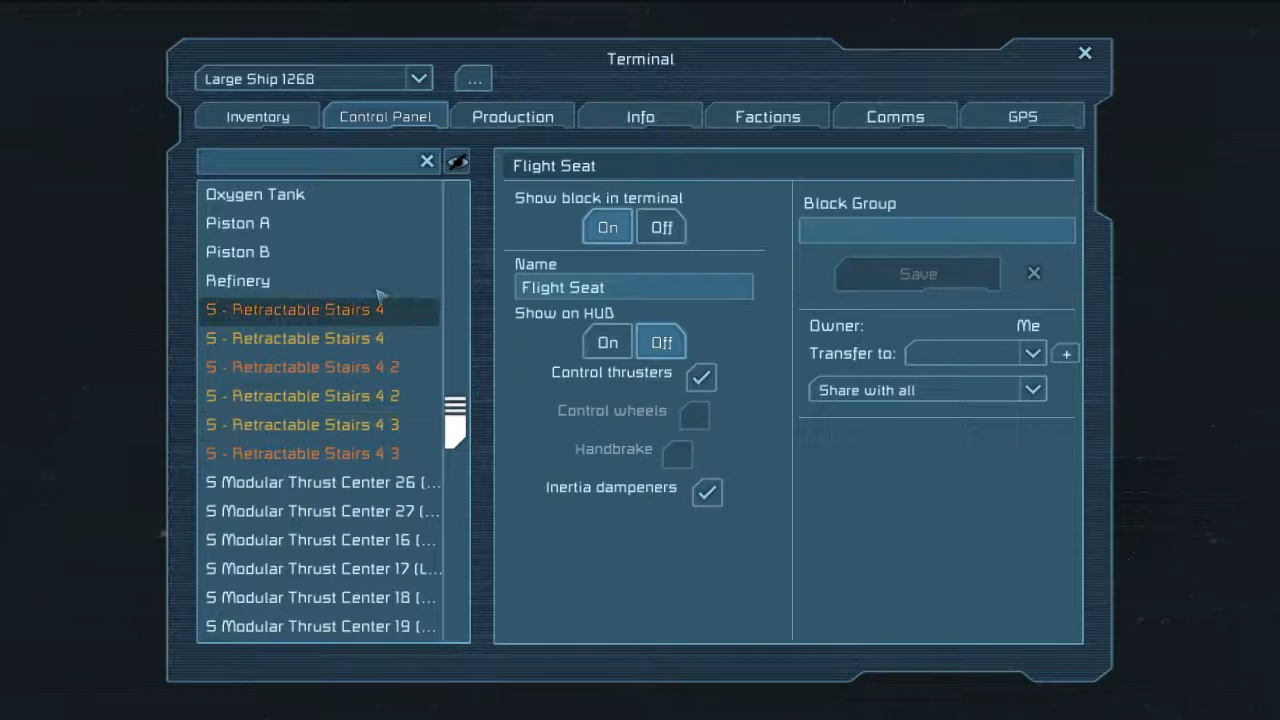 Terminal
Large Ship 1268
...
Inventory
Control Panel
Production
Info
Factions
Comms
GPS
Oxygen Tank
Piston A
Piston B
Refinery
S - Retractable Stairs 4
S - Retractable Stairs 4
S - Retractable Stairs 4 2
S - Retractable Stairs 4 2
S - Retractable Stairs 4 3
S - Retractable Stairs 4 3
S Modular Thrust Center 26 (...
S Modular Thrust Center 27 (...
S Modular Thrust Center 16 (...
S Modular Thrust Center 17 (L...
S Modular Thrust Center 18 (...
S Modular Thrust Center 19 (...
Flight Seat
Show block in terminal
On Off
Name
Flight Seat
Show on HUD
On Off
Control thrusters
Control wheels
Handbrake
Inertia dampeners
Block Group
Save
Owner: Me
Transfer to:
Share with all